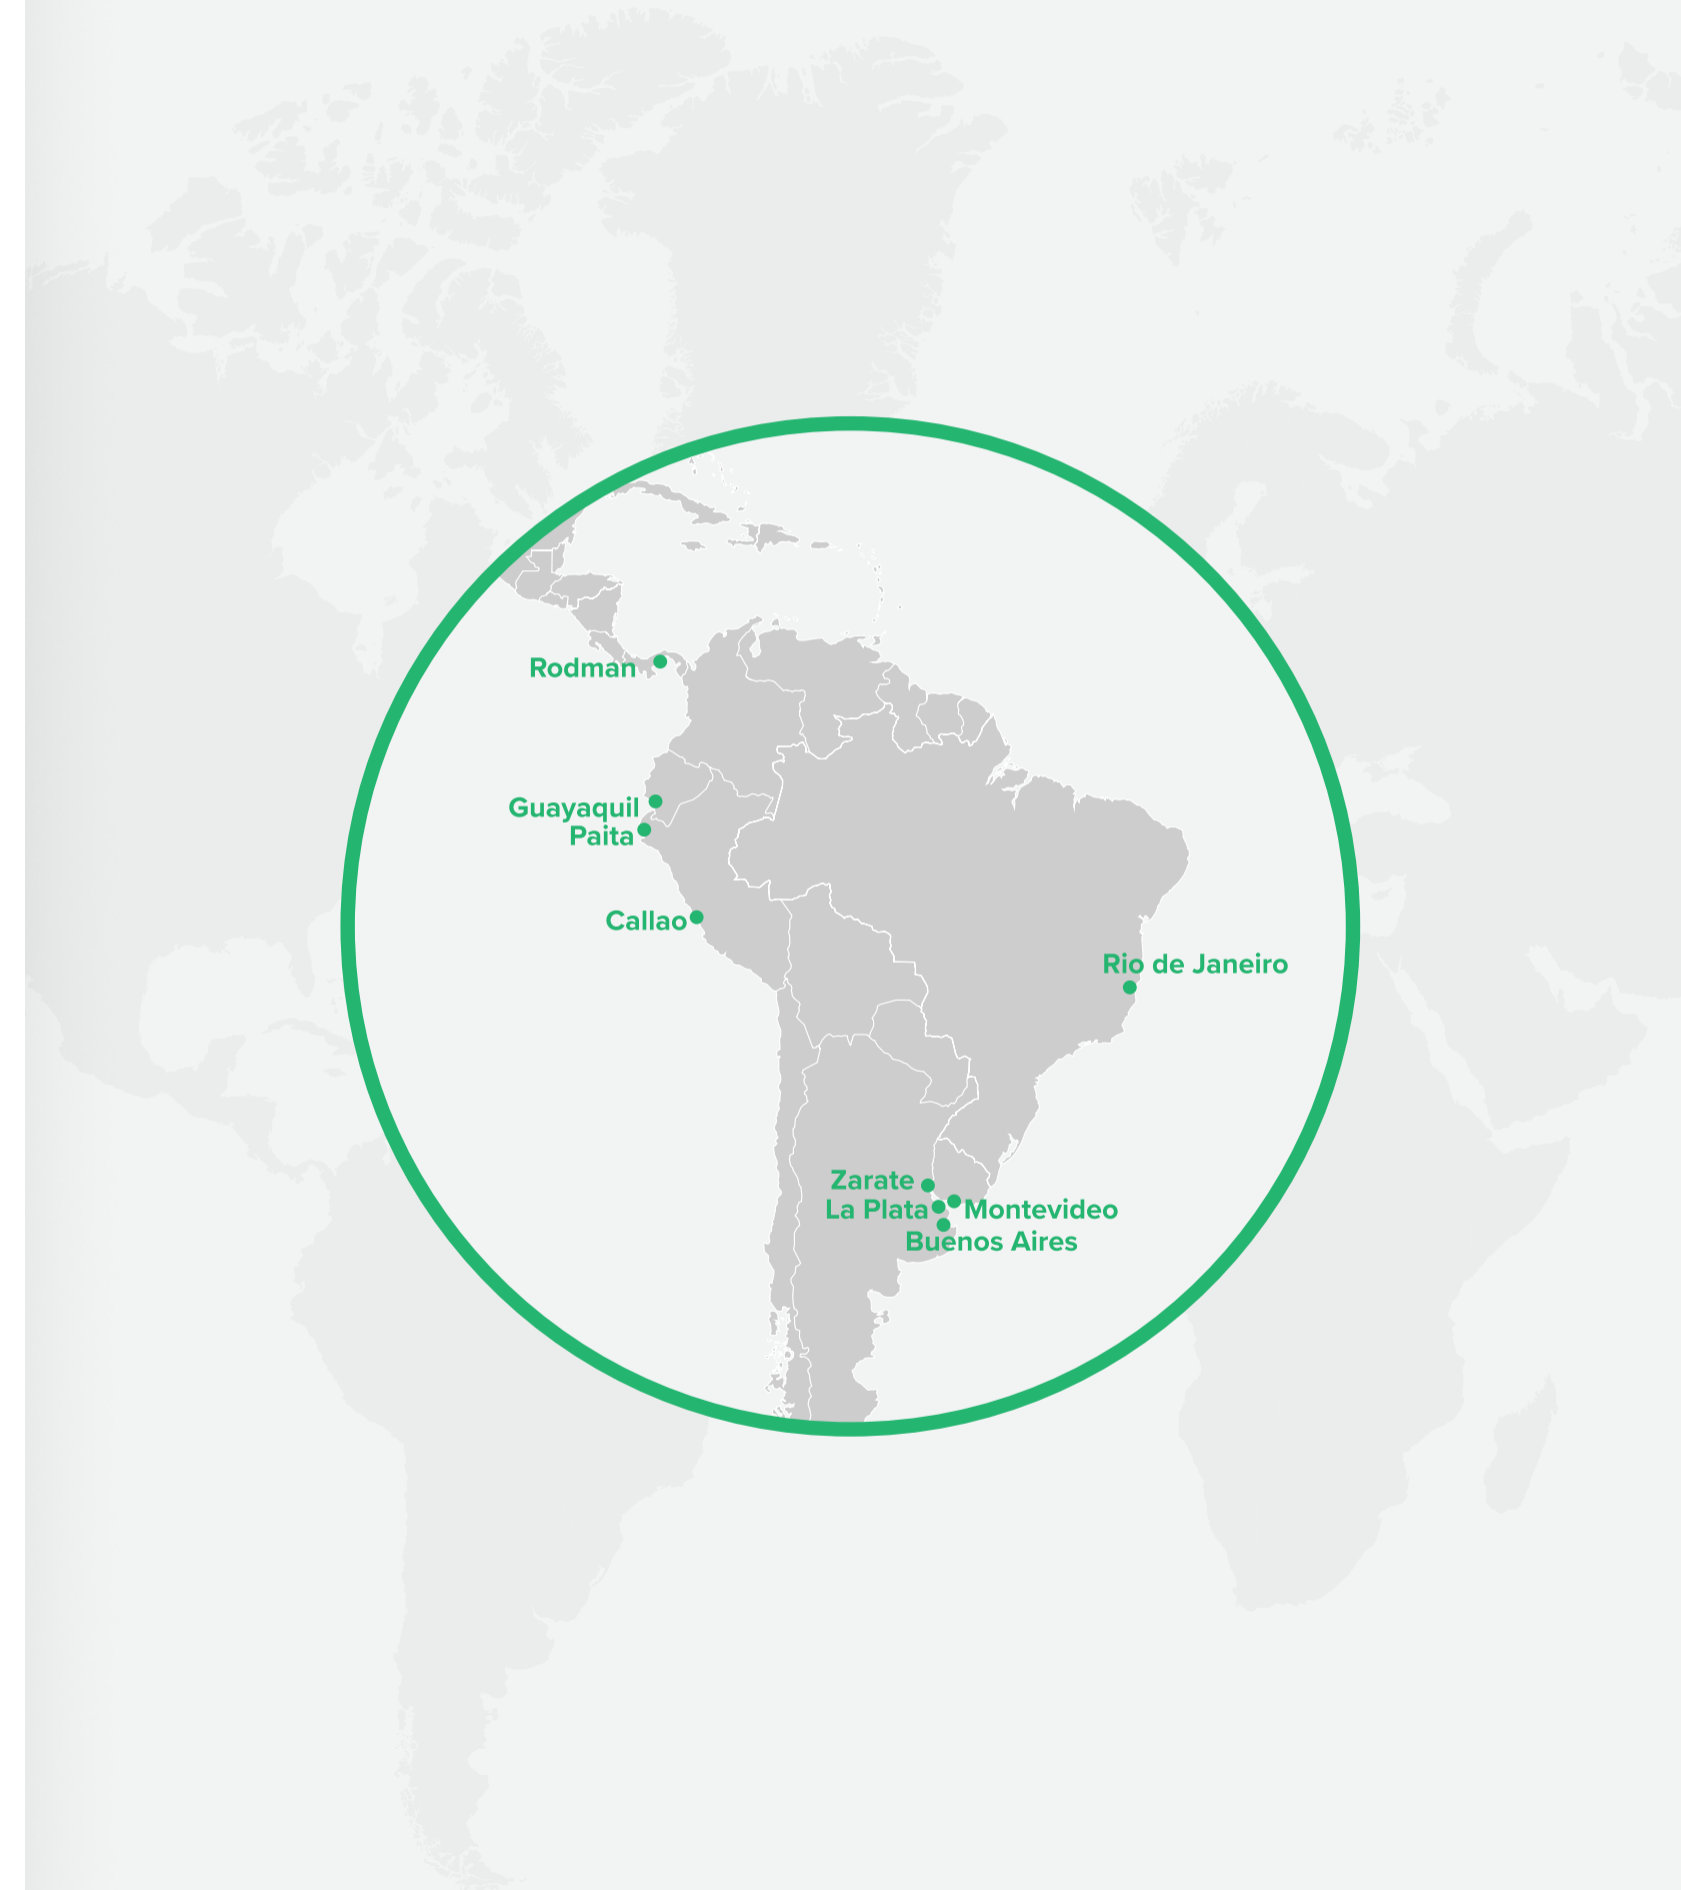 Rodman
Guayaquil
Paita
Callao
Rio de Janeiro
Zarate
La Plata
Montevideo
Buenos Aires